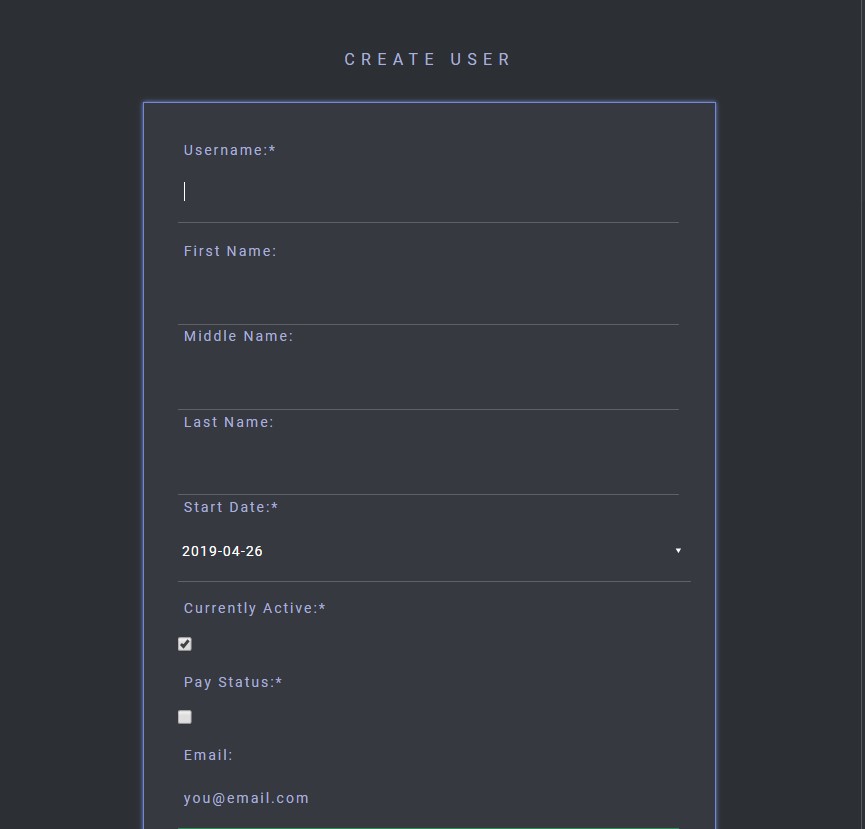 CREATE USER
Username:*
First Name:
Middle Name:
Last Name:
Start Date:*
2019-04-26
Currently Active:*
Pay Status:*
Email:
you@email.com